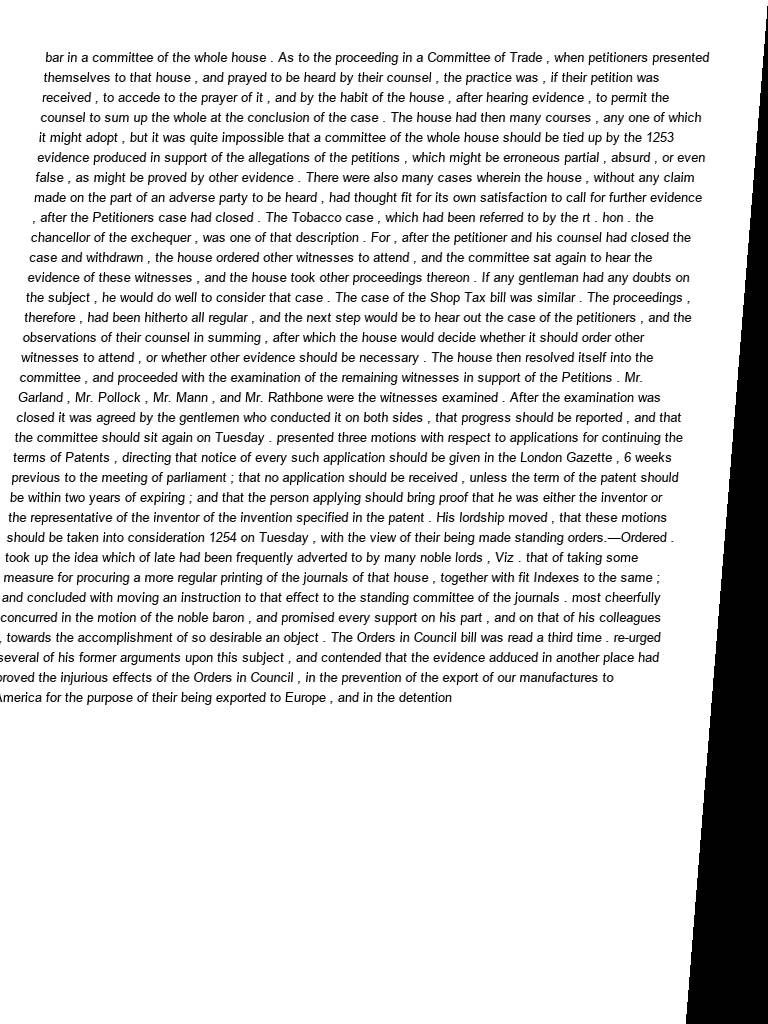 bar in a committee of the whole house . As to the proceeding in a Committee of Trade , when petitioners presented
themselves to that house , and prayed to be heard by their counsel , the practice was , if their petition was
received , to accede to the prayer of it , and by the habit of the house , after hearing evidence , to permit the
counsel to sum up the whole at the conclusion of the case . The house had then many courses , any one of which
it might adopt , but it was quite impossible that a committee of the whole house should be tied up by the 1253
evidence produced in support of the allegations of the petitions , which might be erroneous partial , absurd , or even
false , as might be proved by other evidence . There were also many cases wherein the house , without any claim
made on the part of an adverse party to be heard , had thought fit for its own satisfaction to call for further evidence
, after the Petitioners case had closed . The Tobacco case , which had been referred to by the rt . hon . the
chancellor of the exchequer , was one of that description . For , after the petitioner and his counsel had closed the
case and withdrawn , the house ordered other witnesses to attend , and the committee sat again to hear the
evidence of these witnesses , and the house took other proceedings thereon . If any gentleman had any doubts on
the subject , he would do well to consider that case . The case of the Shop Tax bill was similar . The proceedings ,
therefore , had been hitherto all regular , and the next step would be to hear out the case of the petitioners , and the
observations of their counsel in summing , after which the house would decide whether it should order other
witnesses to attend , or whether other evidence should be necessary . The house then resolved itself into the
committee , and proceeded with the examination of the remaining witnesses in support of the Petitions . Mr.
Garland , Mr. Pollock , Mr. Mann , and Mr. Rathbone were the witnesses examined . After the examination was
closed it was agreed by the gentlemen who conducted it on both sides , that progress should be reported , and that
the committee should sit again on Tuesday . presented three motions with respect to applications for continuing the
terms of Patents , directing that notice of every such application should be given in the London Gazette , 6 weeks
previous to the meeting of parliament ; that no application should be received , unless the term of the patent should
be within two years of expiring ; and that the person applying should bring proof that he was either the inventor or
the representative of the inventor of the invention specified in the patent . His lordship moved , that these motions
should be taken into consideration 1254 on Tuesday , with the view of their being made standing orders.—Ordered .
took up the idea which of late had been frequently adverted to by many noble lords , Viz . that of taking some
measure for procuring a more regular printing of the journals of that house , together with fit Indexes to the same ;
and concluded with moving an instruction to that effect to the standing committee of the journals . most cheerfully
concurred in the motion of the noble baron , and promised every support on his part , and on that of his colleagues
, towards the accomplishment of so desirable an object . The Orders in Council bill was read a third time . re-urged
several of his former arguments upon this subject , and contended that the evidence adduced in another place had
proved the injurious effects of the Orders in Council , in the prevention of the export of our manufactures to
America for the purpose of their being exported to Europe , and in the detention